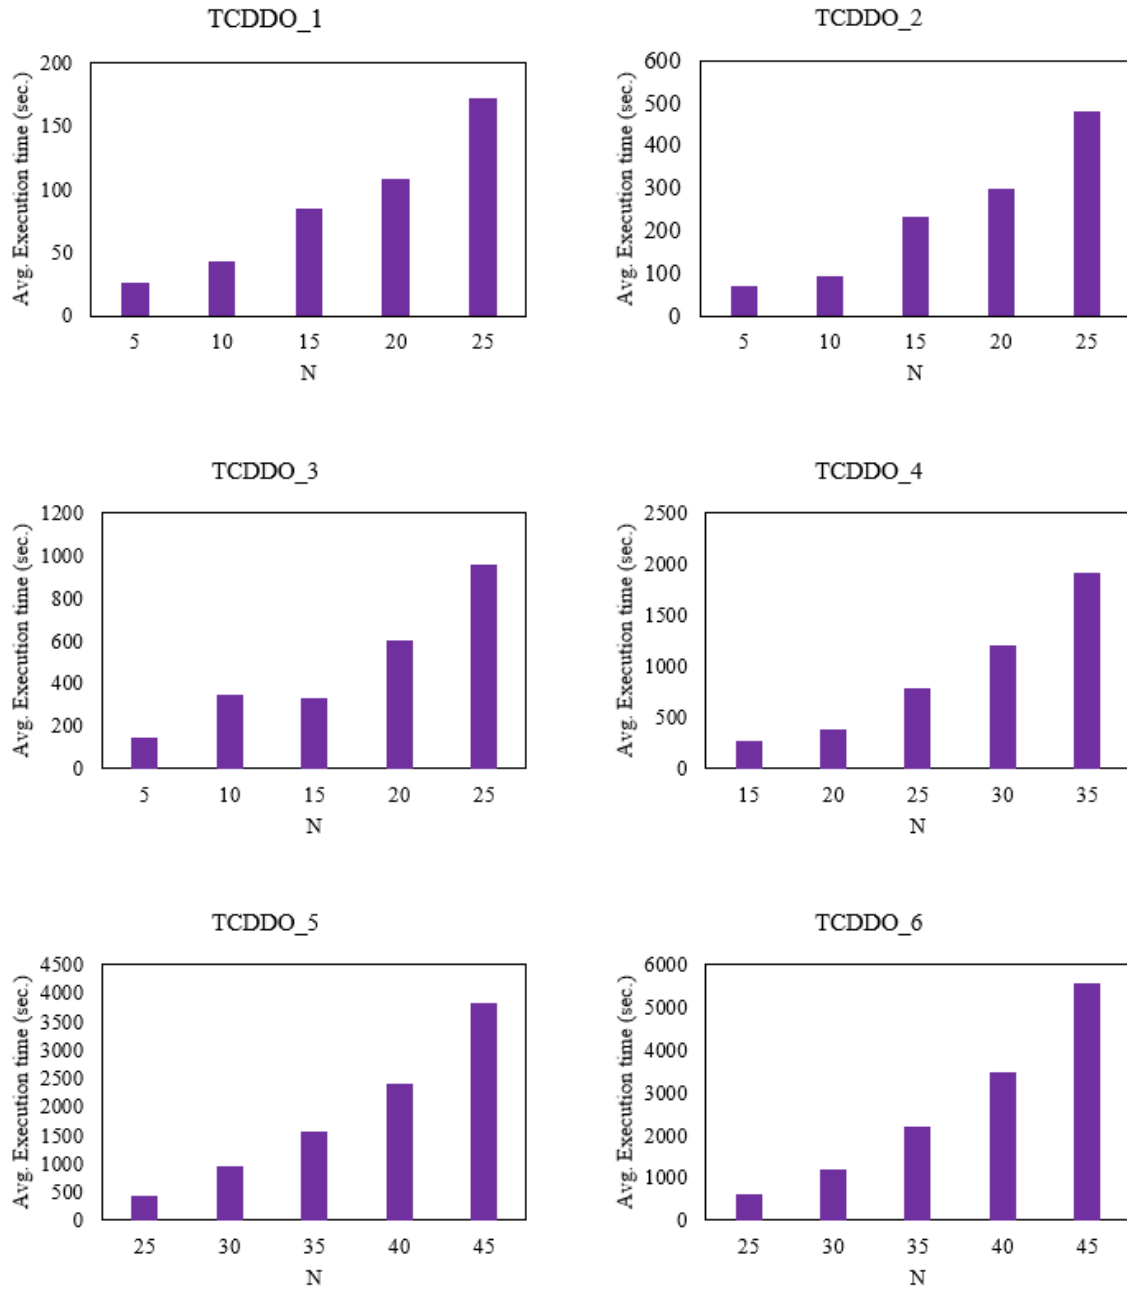 TCDDO_1
Avg. Execution time (sec.)
200
150
100
50
0
5 10 15 20 25
N
TCDDO_2
Avg. Execution time (sec.)
600
500
400
300
200
100
0
5 10 15 20 25
N
TCDDO_3
Avg. Execution time (sec.)
1200
1000
800
600
400
200
0
5 10 15 20 25
N
TCDDO_4
Avg. Execution time (sec.)
2500
2000
1500
1000
500
0
15 20 25 30 35
N
TCDDO_5
Avg. Execution time (sec.)
4500
4000
3500
3000
2500
2000
1500
1000
500
0
25 30 35 40 45
N
TCDDO_6
Avg. Execution time (sec.)
6000
5000
4000
3000
2000
1000
0
25 30 35 40 45
N